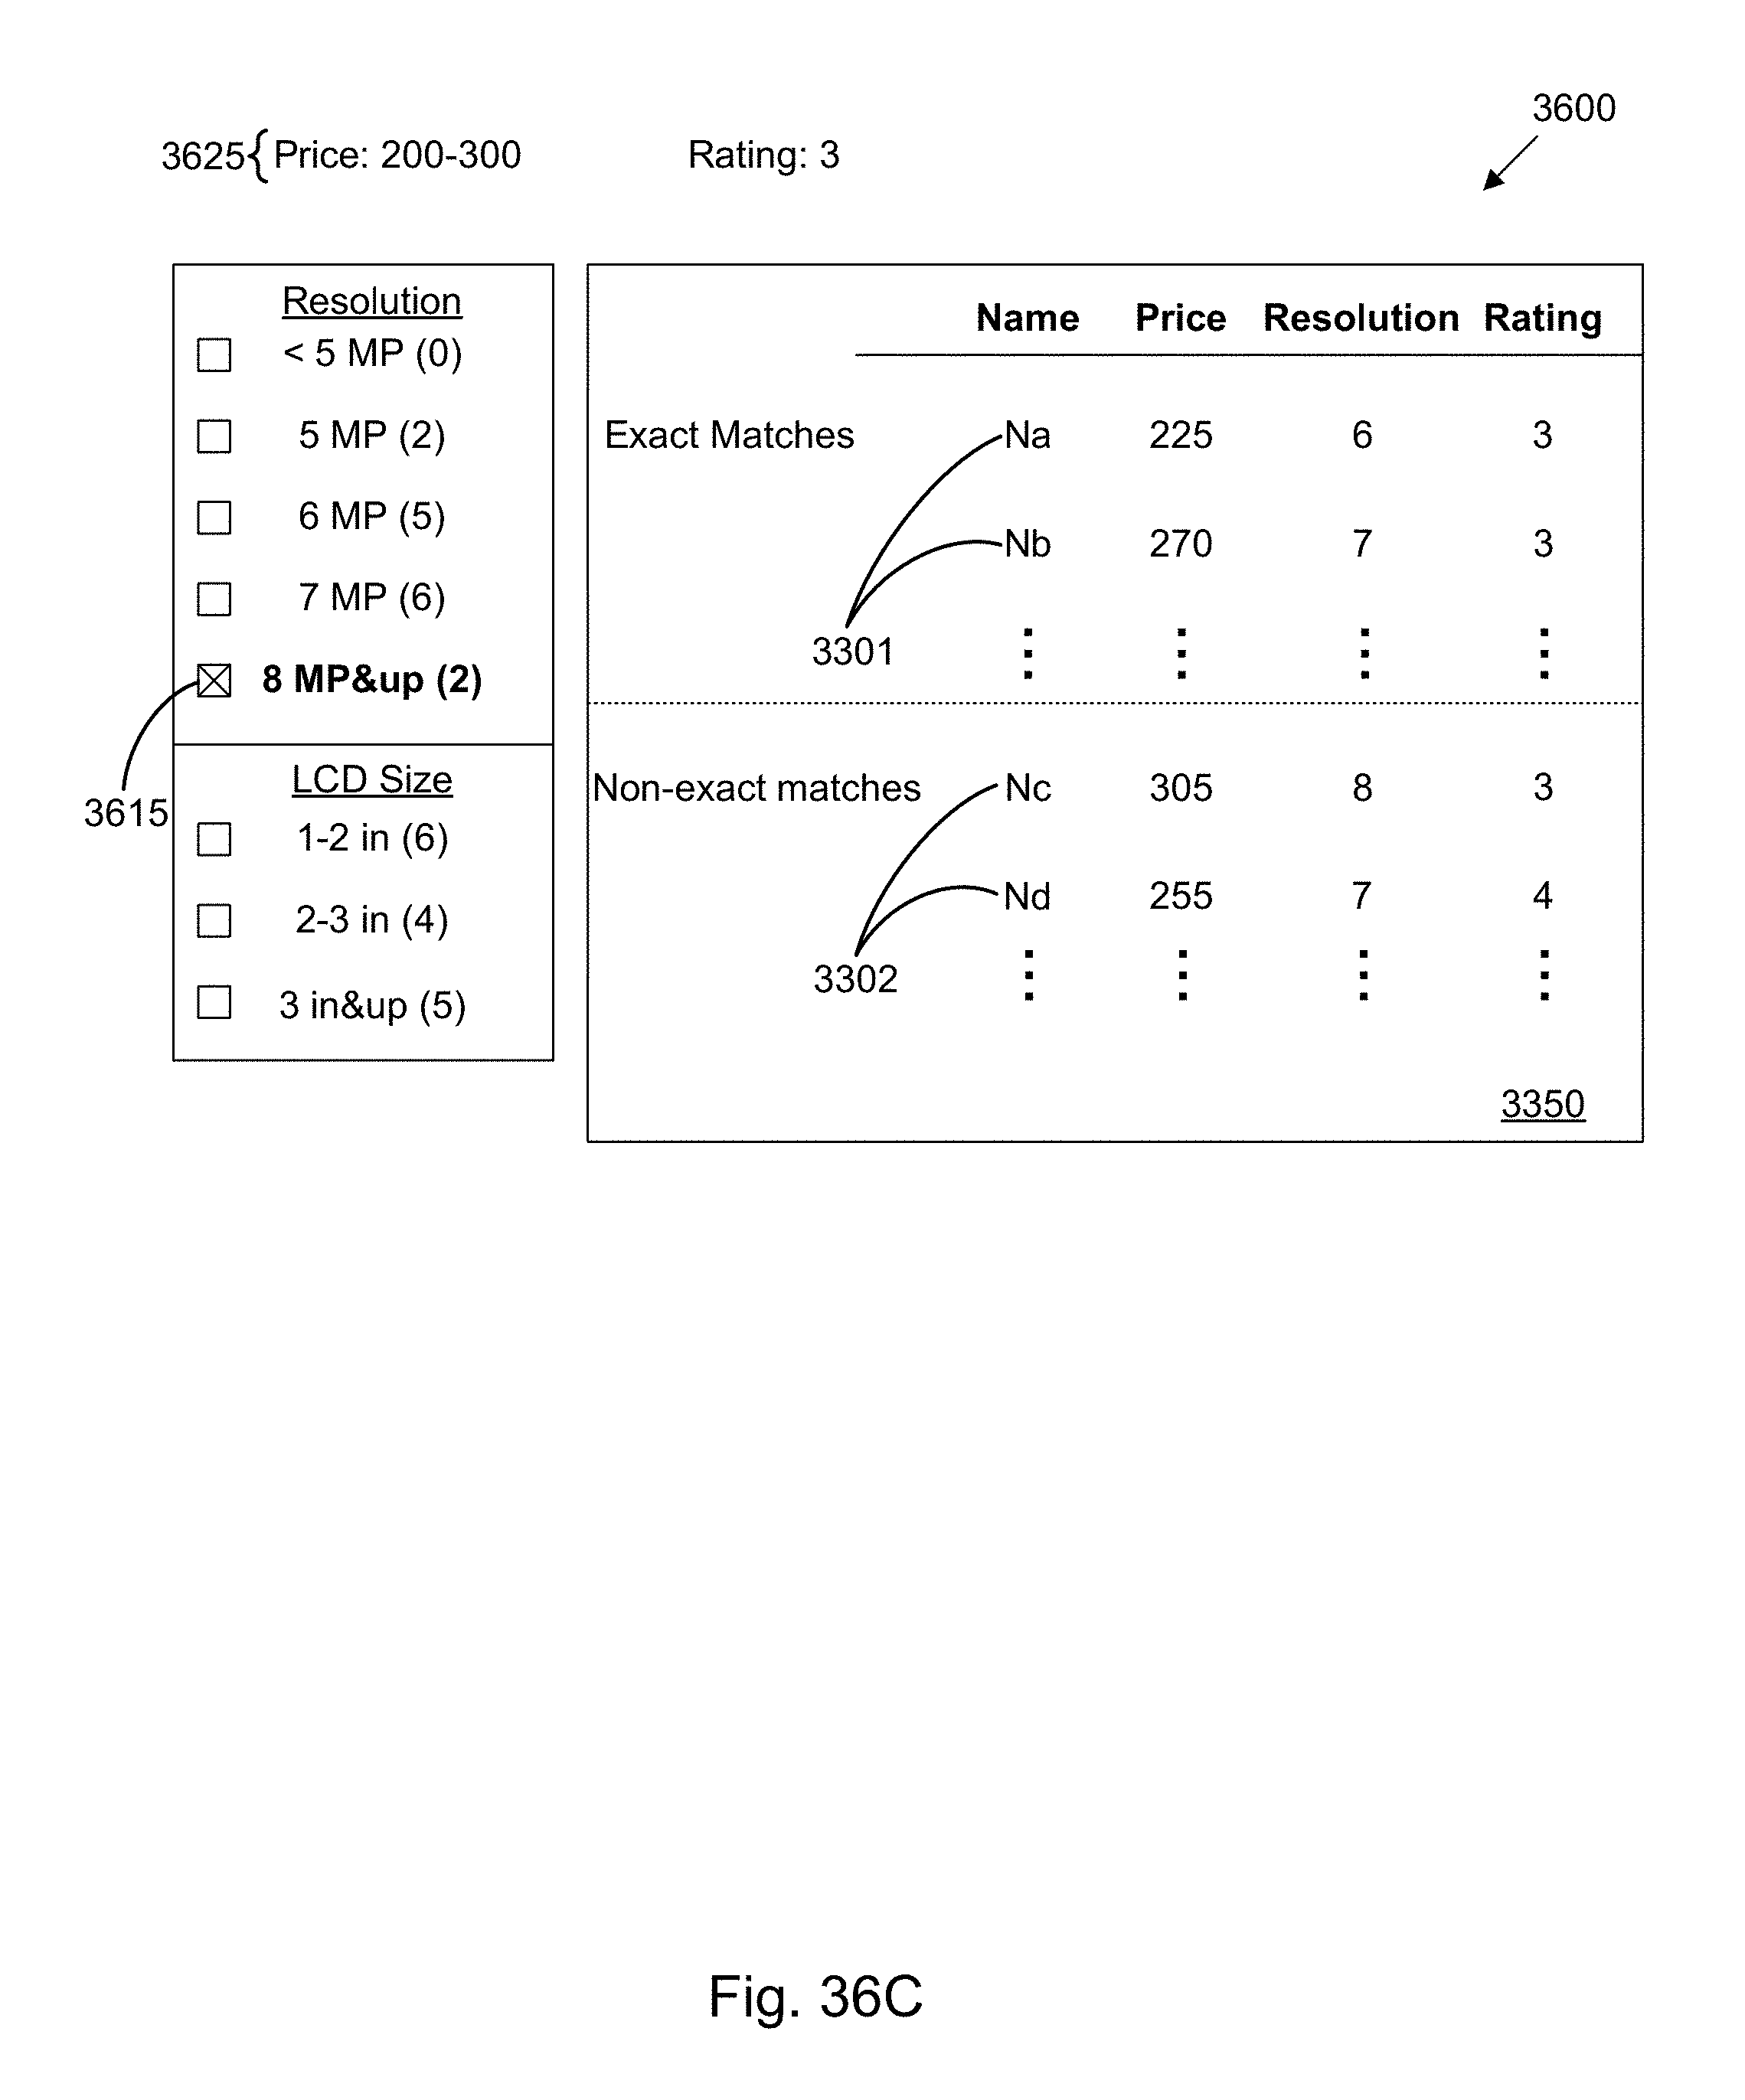 3600
3625 { Price: 200-300 Rating: 3
Resolution
< 5 MP (0)
5 MP (2)
6 MP (5)
7 MP (6)
8 MP&up (2)
3615
LCD Size
1-2 in (6)
2-3 in (4)
3 in&up (5)
Name Price Resolution Rating
Exact Matches Na 225 6 3
Nb 270 7 3
3301
Non-exact matches Nc 305 8 3
Nd 255 7 4
3302
3350
Fig. 36C